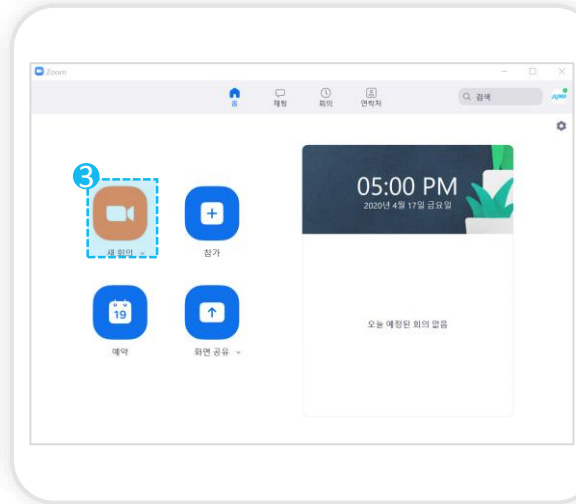 Zoom
홈
채팅
회의
연락처
검색
JUMP
3
새 회의
참가
19
예약
화면 공유
05:00 PM
2020년 4월 17일 금요일
오늘 예정된 회의 없음